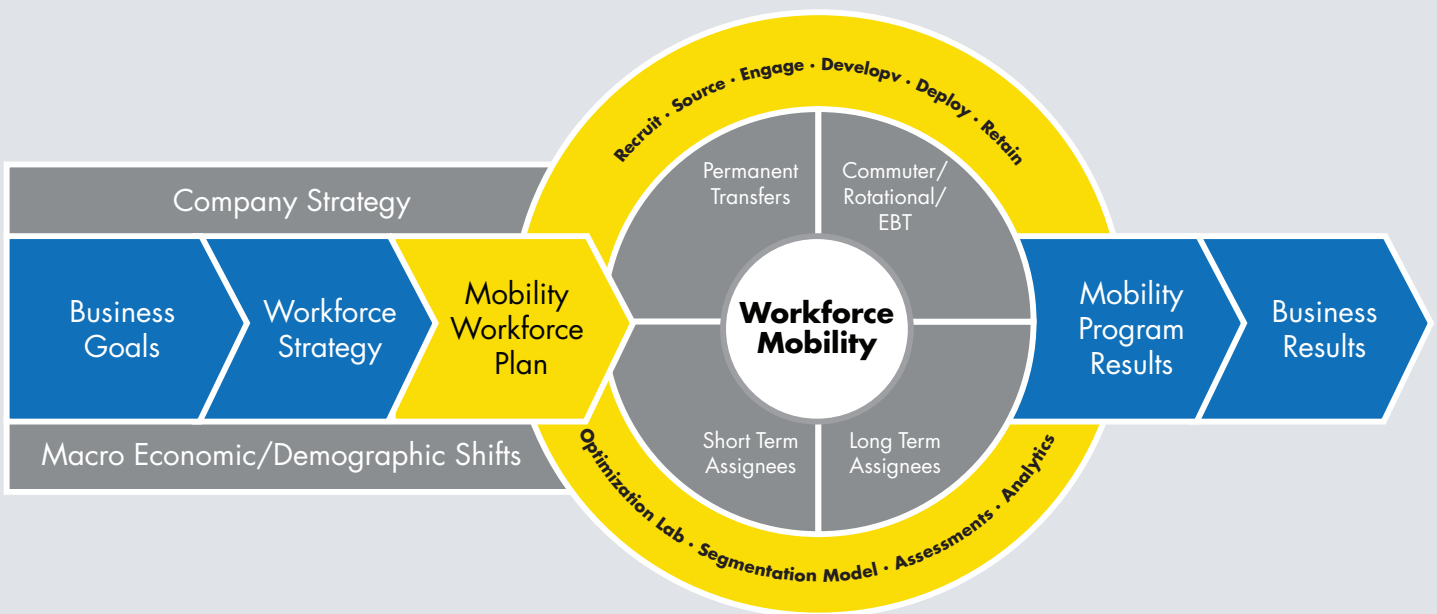 Recruit · Source · Engage · Developv · Deploy · Retain
Permanent
Transfers
Commuter/
Rotational/
EBT
Company Strategy
Business
Goals
Workforce
Strategy
Mobility
Workforce
Plan
Workforce
Mobility
Mobility
Program
Results
Business
Results
Macro Economic/Demographic Shifts
Short Term
Assignees
Long Term
Assignees
Optimization Lab · Segmentation Model · Assessments · Analytics